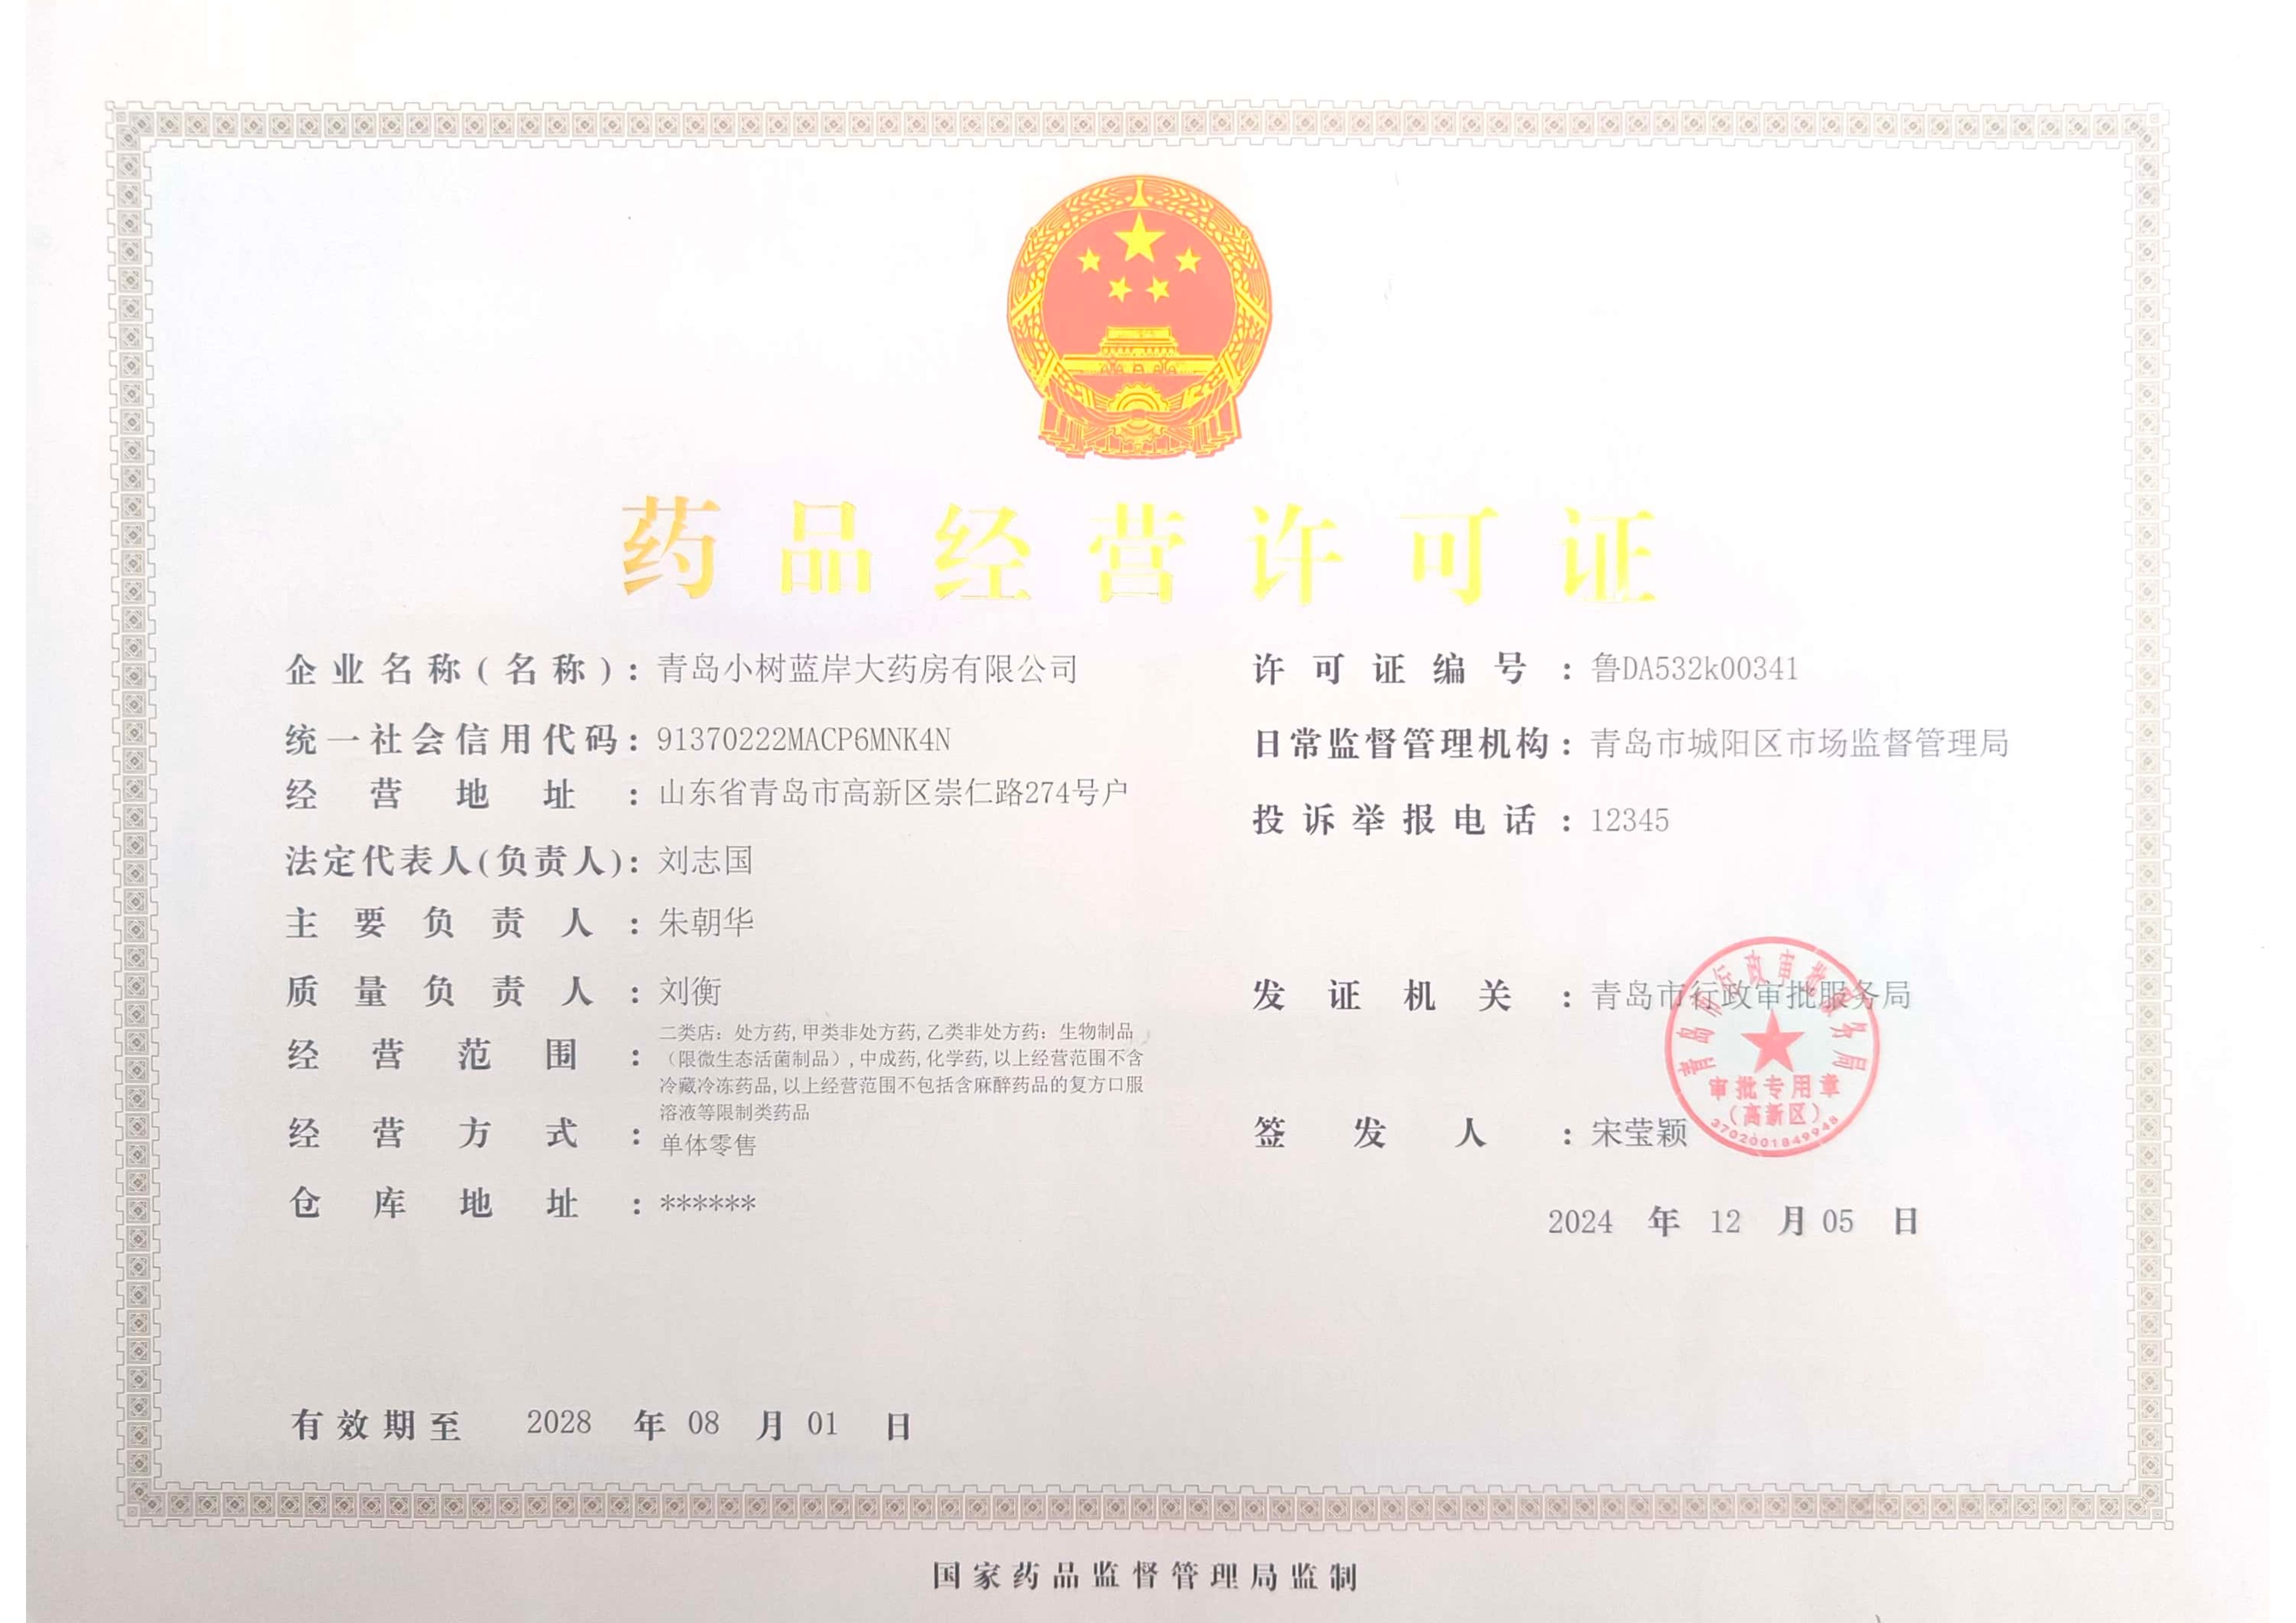 药品经营许可证
企业名称(名称)：青岛小树蓝岸大药房有限公司
许可证编号：鲁DA532k00341
统一社会信用代码：91370222MACP6MNK4N
日常监督管理机构：青岛市城阳区市场监督管理局
经营地址：山东省青岛市高新区崇仁路274号户
投诉举报电话：12345
法定代表人(负责人)：刘志国
主要负责人：朱朝华
质量负责人：刘衡
发证机关：青岛市行政审批服务局
经营范围：二类店：处方药,甲类非处方药,乙类非处方药：生物制品
（限微生态活菌制品）,中成药,化学药,以上经营范围不含
冷藏冷冻药品,以上经营范围不包括含麻醉药品的复方口服
溶液等限制类药品
经营方式：单体零售
签发人：宋莹颖
青岛市行政审批服务局
审批专用章
（高新区）
3702001849948
仓库地址：******
2024 年 12 月 05 日
有效期至 2028 年 08 月 01 日
国家药品监督管理局监制